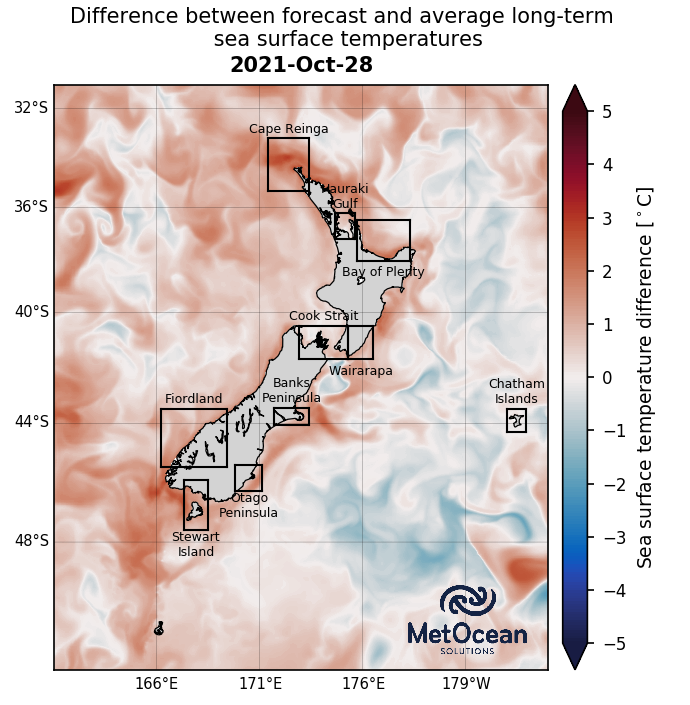 Difference between forecast and average long-term
sea surface temperatures
2021-Oct-28
32°S
36°S
40°S
44°S
48°S
Cape Reinga
Hauraki
Gulf
Bay of Plenty
Cook Strait
Wairarapa
Banks
Peninsula
Fiordland
Chatham
Islands
Otago
Peninsula
Stewart
Island
MetOcean
SOLUTIONS
166°E
171°E
176°E
179°W
5
4
3
2
1
0
−1
−2
−3
−4
−5
Sea surface temperature difference [°C]